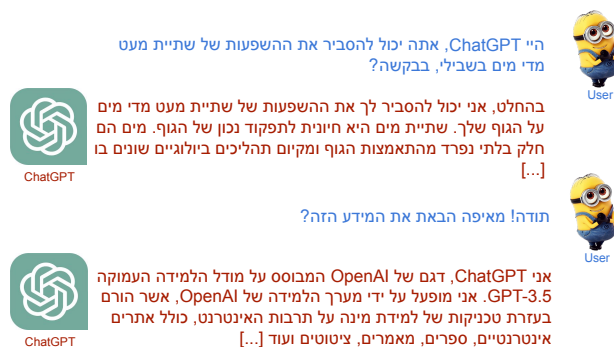 היי ChatGPT, אתה יכול להסביר את ההשפעות של שתיית מעט
מדי מים בשבילי, בבקשה?
User
בהחלט, אני יכול להסביר לך את ההשפעות של שתיית מעט מדי מים
על הגוף שלך. שתיית מים היא חיונית לתפקוד נכון של הגוף. מים הם
חלק בלתי נפרד מהתאמצות הגוף ומקיום תהליכים ביולוגיים שונים בו
[...]
ChatGPT
תודה! מאיפה הבאת את המידע הזה?
User
אני ChatGPT, דגם של OpenAI המבוסס על מודל הלמידה העמוקה
GPT-3.5. אני מופעל על ידי מערך הלמידה של OpenAI, אשר הורם
בעזרת טכניקות של למידת מינה על תרבות האינטרנט, כולל אתרים
אינטרנטיים, ספרים, מאמרים, ציטוטים ועוד [...]
ChatGPT